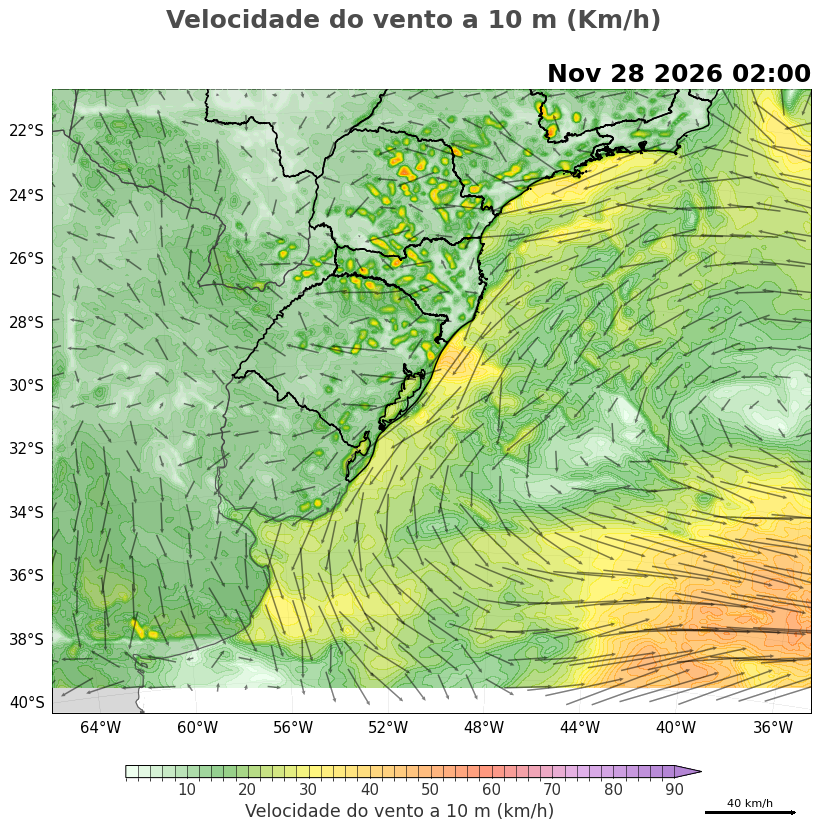 Velocidade do vento a 10 m (Km/h)
Nov 28 2026 02:00
22°S
24°S
26°S
28°S
30°S
32°S
34°S
36°S
38°S
40°S
64°W 60°W 56°W 52°W 48°W 44°W 40°W 36°W
10 20 30 40 50 60 70 80 90
Velocidade do vento a 10 m (km/h)
40 km/h